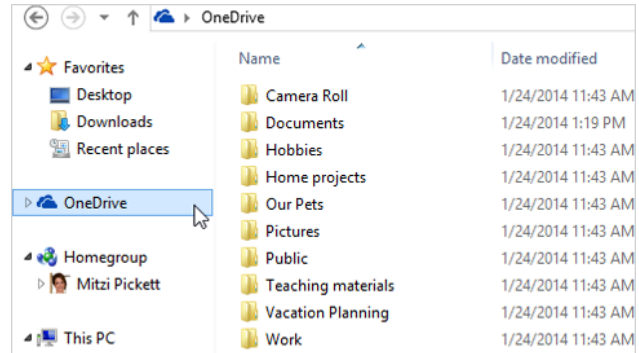 OneDrive
Favorites
Desktop
Downloads
Recent places
OneDrive
Homegroup
Mitzi Pickett
This PC
Name Date modified
Camera Roll 1/24/2014 11:43 AM
Documents 1/24/2014 1:19 PM
Hobbies 1/24/2014 11:43 AM
Home projects 1/24/2014 11:43 AM
Our Pets 1/24/2014 11:43 AM
Pictures 1/24/2014 11:43 AM
Public 1/24/2014 11:43 AM
Teaching materials 1/24/2014 11:43 AM
Vacation Planning 1/24/2014 11:43 AM
Work 1/24/2014 11:43 AM